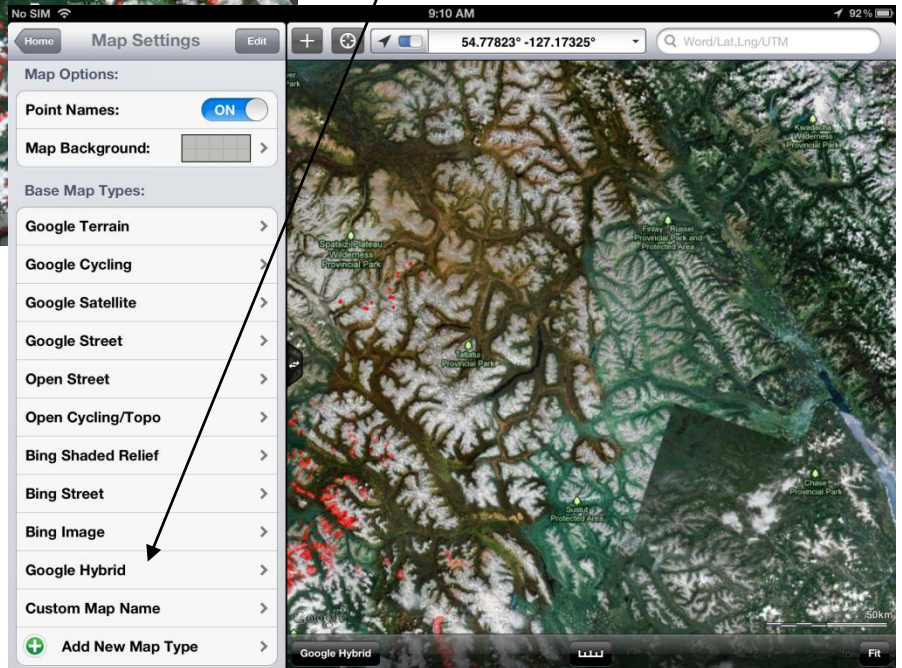 No SIM 9:10 AM 92%
Home Map Settings Edit
54.77823° -127.17325°
Word/Lat,Lng/UTM
Map Options:
Point Names: ON
Map Background:
Base Map Types:
Google Terrain
Google Cycling
Google Satellite
Google Street
Open Street
Open Cycling/Topo
Bing Shaded Relief
Bing Street
Bing Image
Google Hybrid
Custom Map Name
Add New Map Type
Park
Kwadacha
Wilderness
Provincial Park
Finlay - Russel
Provincial Park and
Protected Area
Spatsizi Plateau
Wilderness
Provincial Park
Tatlatui
Provincial Park
Chase
Provincial Park
Sustut
Protected Area
Google
50km
Google Hybrid
Fit